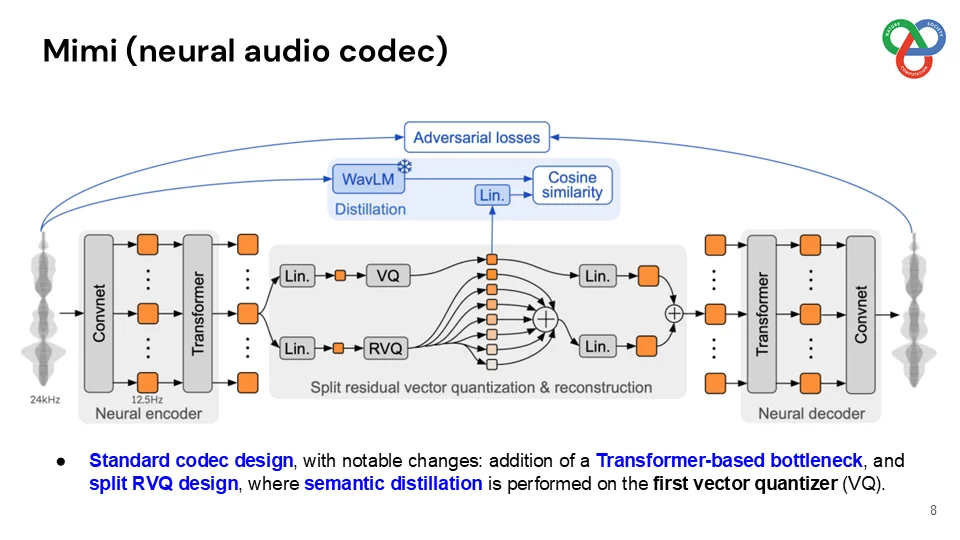 Mimi (neural audio codec)
NATURE
SOCIETY
COMPUTATION
Adversarial losses
WavLM
Cosine
similarity
Lin.
Distillation
Convnet
Transformer
Lin.
VQ
Lin.
RVQ
Lin.
Lin.
Transformer
Convnet
24kHz
12.5Hz
Neural encoder
Split residual vector quantization & reconstruction
Neural decoder
● Standard codec design, with notable changes: addition of a Transformer-based bottleneck, and
split RVQ design, where semantic distillation is performed on the first vector quantizer (VQ).
8